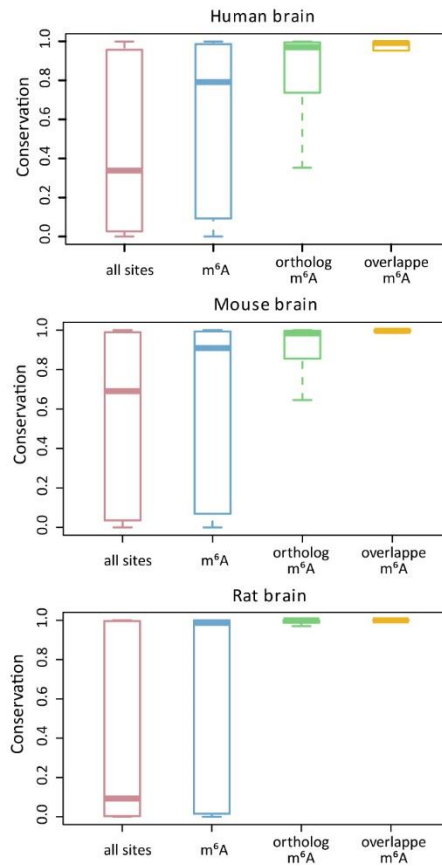 Human brain
Conservation
1.0
0.8
0.6
0.4
0.2
0.0
all sites
m⁶A
ortholog
m⁶A
overlappe
m⁶A
Mouse brain
Conservation
1.0
0.8
0.6
0.4
0.2
0.0
all sites
m⁶A
ortholog
m⁶A
overlappe
m⁶A
Rat brain
Conservation
1.0
0.8
0.6
0.4
0.2
0.0
all sites
m⁶A
ortholog
m⁶A
overlappe
m⁶A